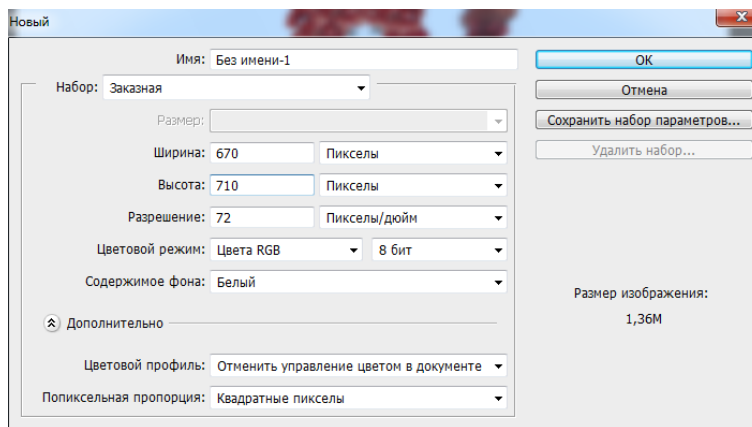 Новый
Имя: Без имени-1
OK
Набор: Заказная
Отмена
Размер:
Сохранить набор параметров...
Ширина: 670 Пикселы
Удалить набор...
Высота: 710 Пикселы
Разрешение: 72 Пикселы/дюйм
Цветовой режим: Цвета RGB 8 бит
Содержимое фона: Белый
Размер изображения:
1,36M
Дополнительно
Цветовой профиль: Отменить управление цветом в документе
Попиксельная пропорция: Квадратные пикселы